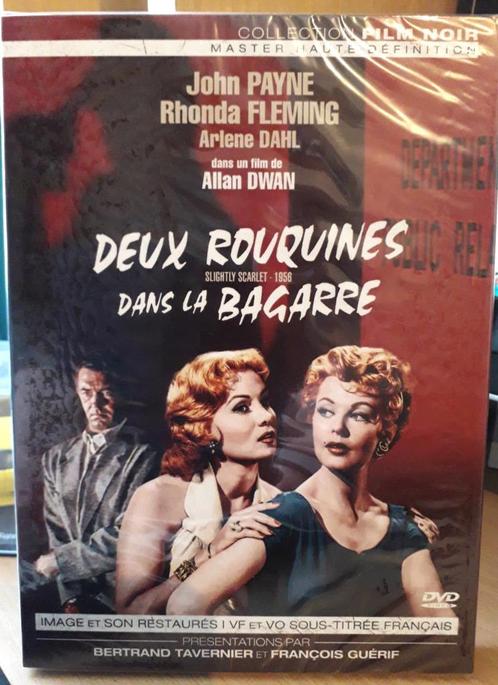 COLLECTION FILM NOIR
MASTER HAUTE DÉFINITION
John PAYNE
Rhonda FLEMING
Arlene DAHL
dans un film de
Allan DWAN
DEUX ROUQUINES
SLIGHTLY SCARLET - 1956
DANS LA BAGARRE
DVD
VIDEO
IMAGE ET SON RESTAURÉS I VF ET VO SOUS-TITRÉE FRANÇAIS
PRÉSENTATIONS PAR
BERTRAND TAVERNIER ET FRANÇOIS GUÉRIF